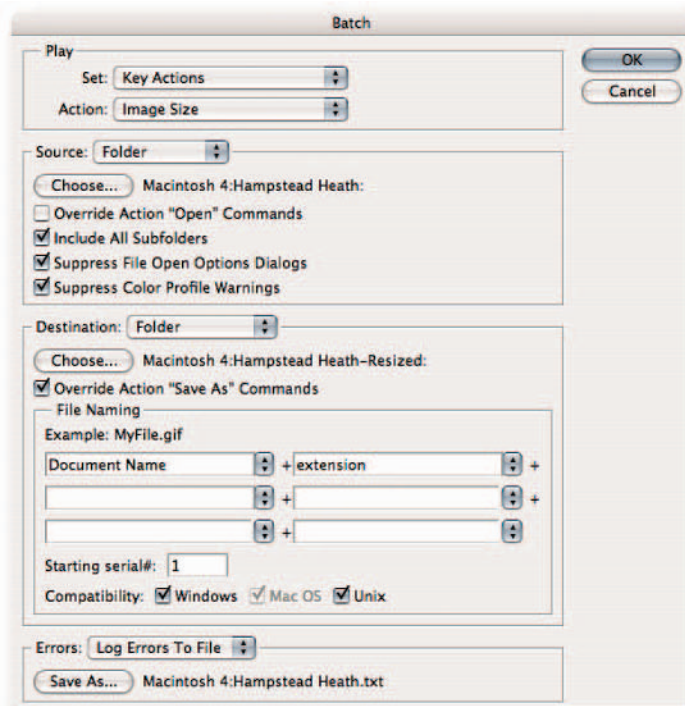 Batch
Play
Set: Key Actions
Action: Image Size
OK
Cancel
Source: Folder
Choose... Macintosh 4:Hampstead Heath:
Override Action "Open" Commands
Include All Subfolders
Suppress File Open Options Dialogs
Suppress Color Profile Warnings
Destination: Folder
Choose... Macintosh 4:Hampstead Heath-Resized:
Override Action "Save As" Commands
File Naming
Example: MyFile.gif
Document Name + extension +
+ +
+
Starting serial#: 1
Compatibility: Windows Mac OS Unix
Errors: Log Errors To File
Save As... Macintosh 4:Hampstead Heath.txt